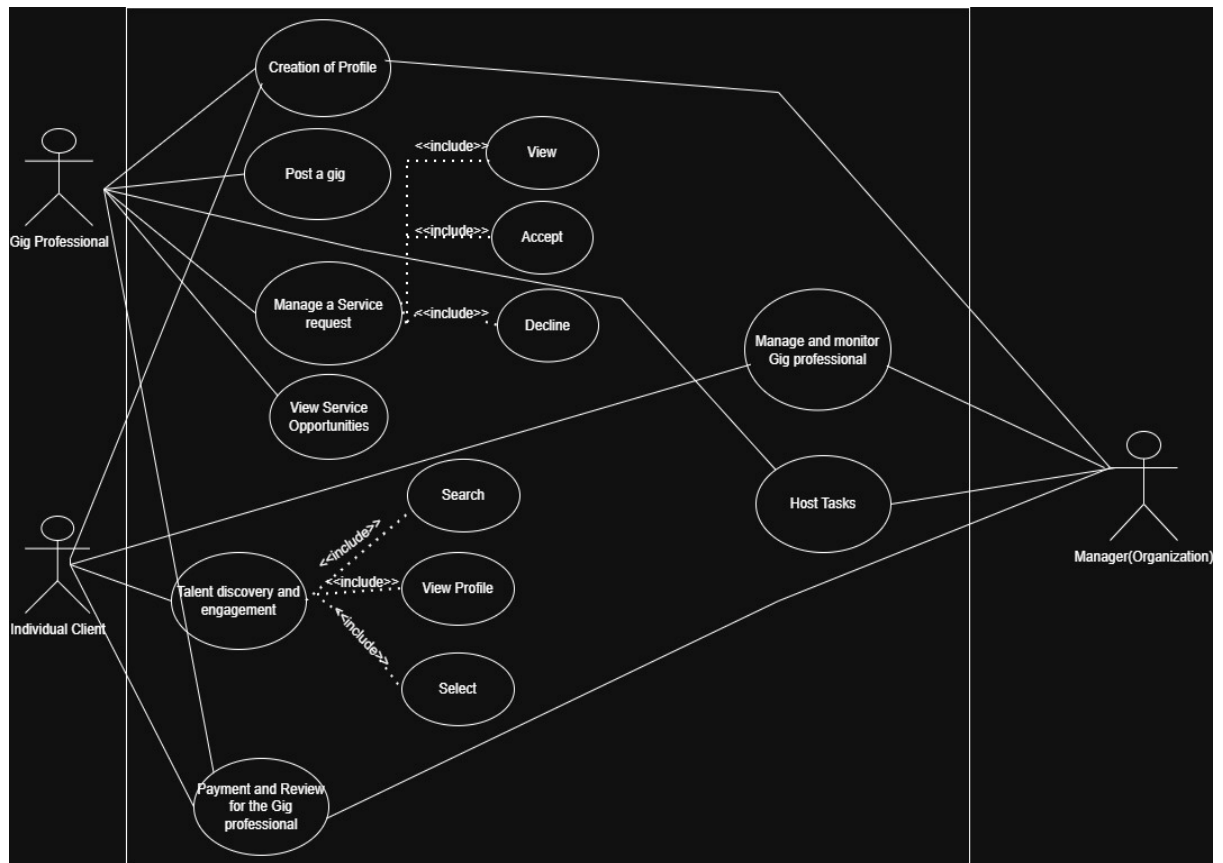 Creation of Profile
<<include>>
View
Post a gig
Gig Professional
<<include>>
Accept
Manage a Service
request
<<include>>
Decline
Manage and monitor
Gig professional
View Service
Opportunities
Search
Host Tasks
<<include>>
Manager(Organization)
Talent discovery and
engagement
<<include>>
View Profile
Individual Client
<<include>>
Select
Payment and Review
for the Gig
professional